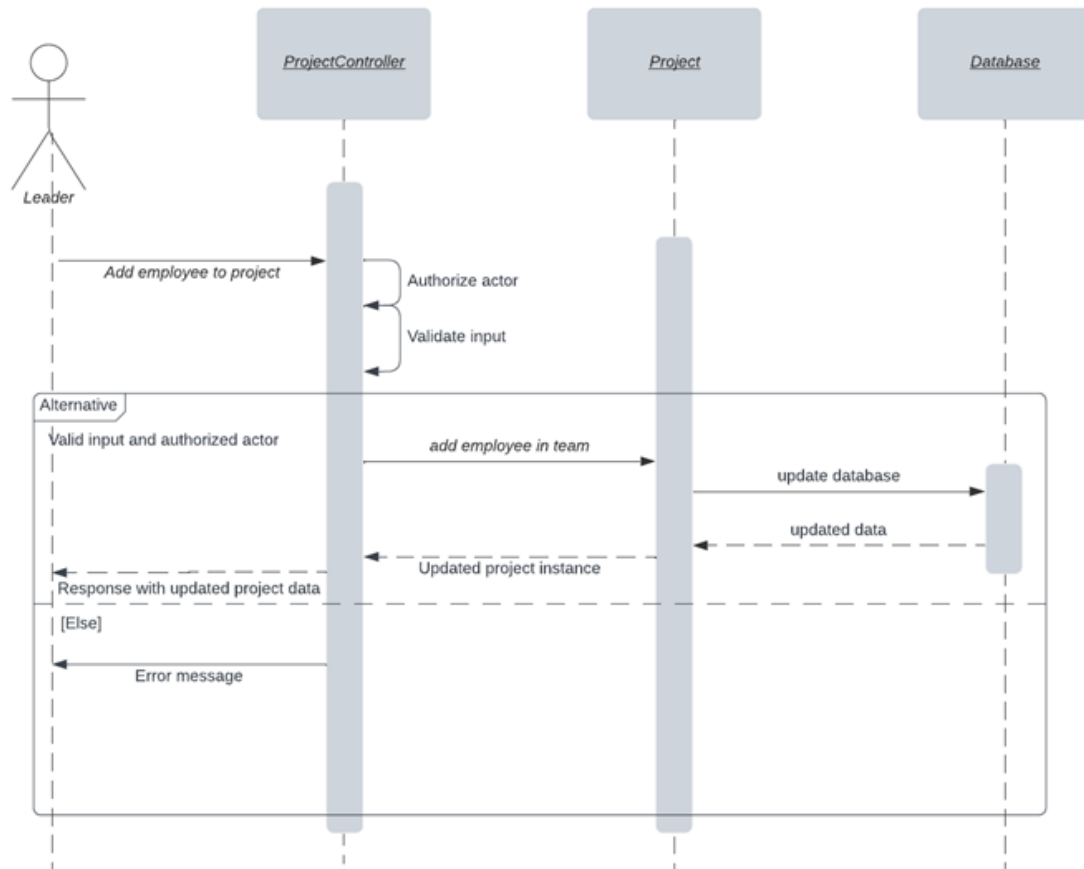 ProjectController
Project
Database
Leader
Add employee to project
Authorize actor
Validate input
Alternative
Valid input and authorized actor
add employee in team
update database
updated data
Updated project instance
Response with updated project data
[Else]
Error message